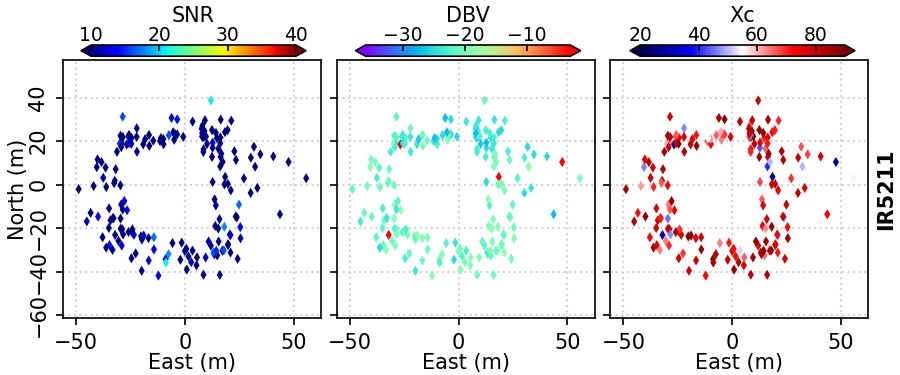 SNR DBV Xc
10 20 30 40 −30 −20 −10 20 40 60 80
40
20
0
−20
−40
−60
North (m)
IR5211
−50 0 50 −50 0 50 −50 0 50
East (m) East (m) East (m)